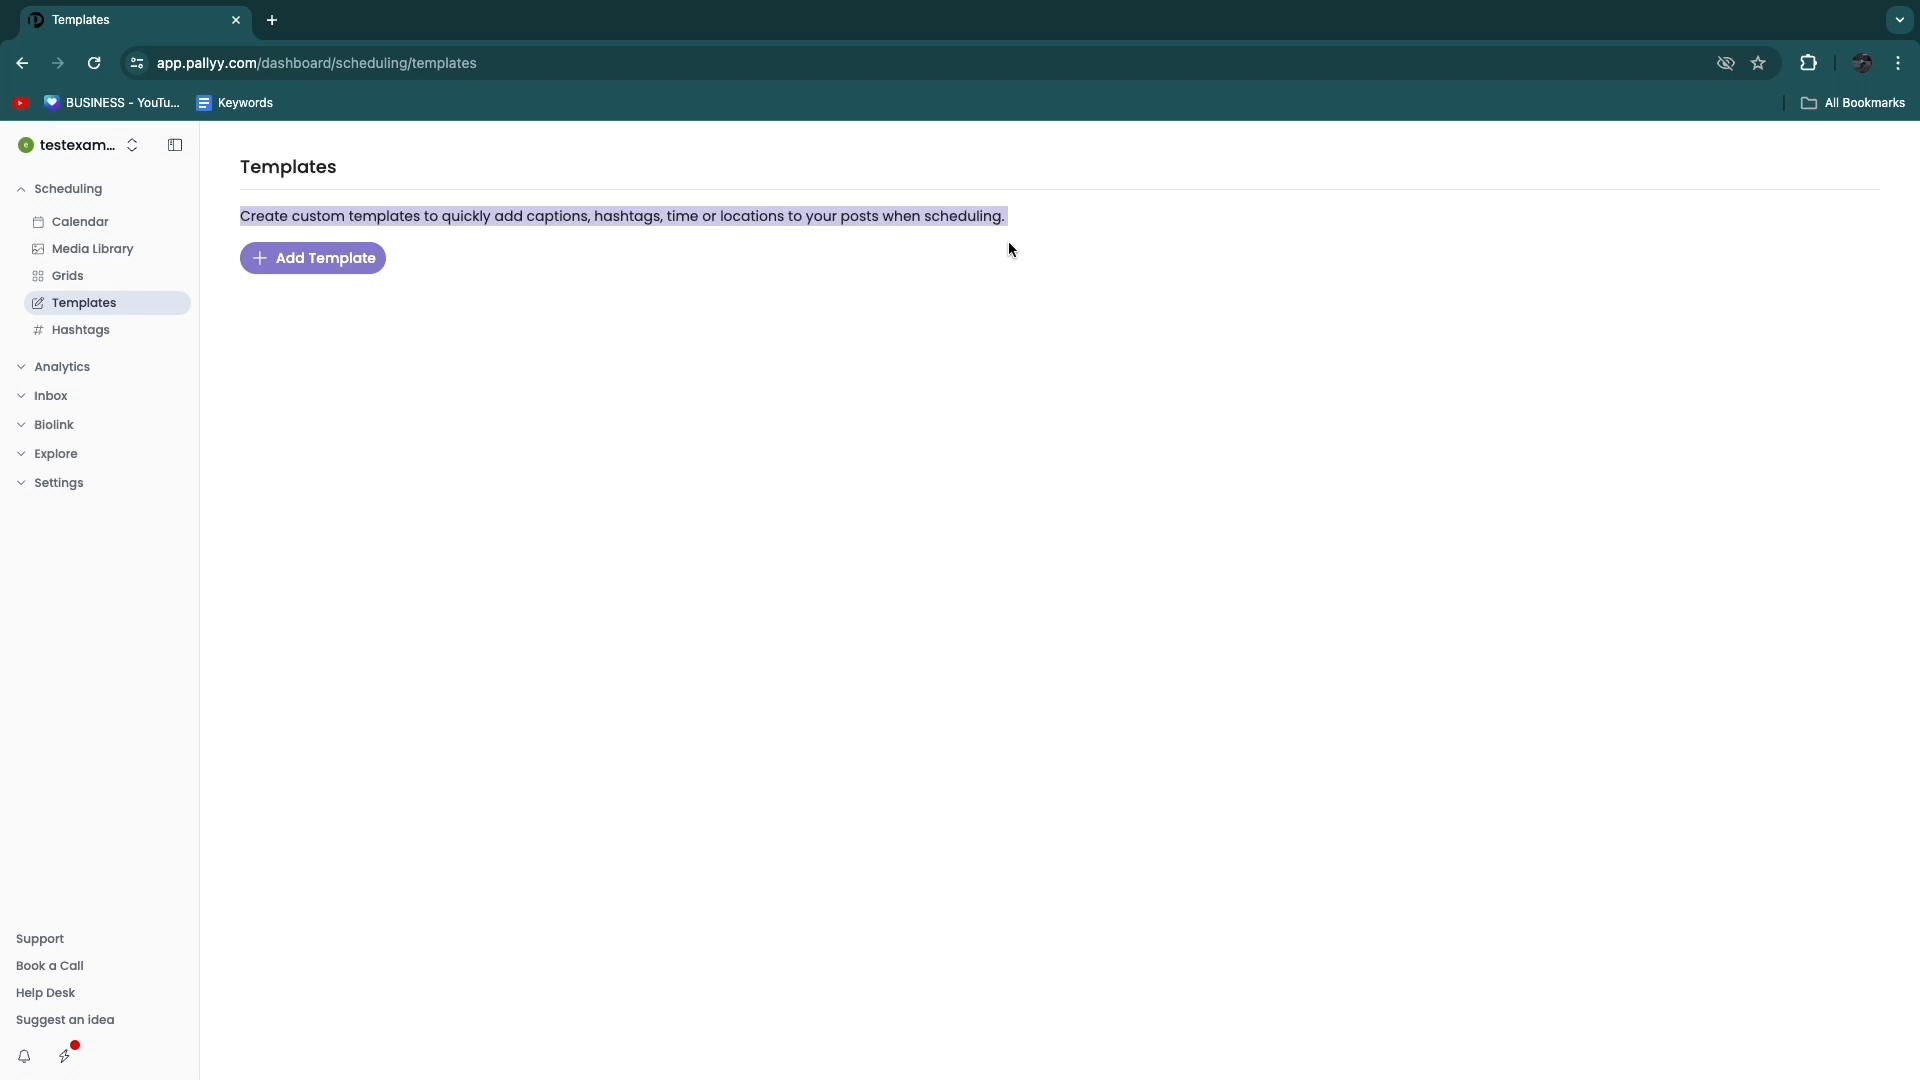 Templates
app.pallyy.com/dashboard/scheduling/templates
BUSINESS - YouTu...
Keywords
All Bookmarks
testexam...
Scheduling
Calendar
Media Library
Grids
Templates
Hashtags
Analytics
Inbox
Biolink
Explore
Settings
Support
Book a Call
Help Desk
Suggest an idea
Templates
Create custom templates to quickly add captions, hashtags, time or locations to your posts when scheduling.
Add Template